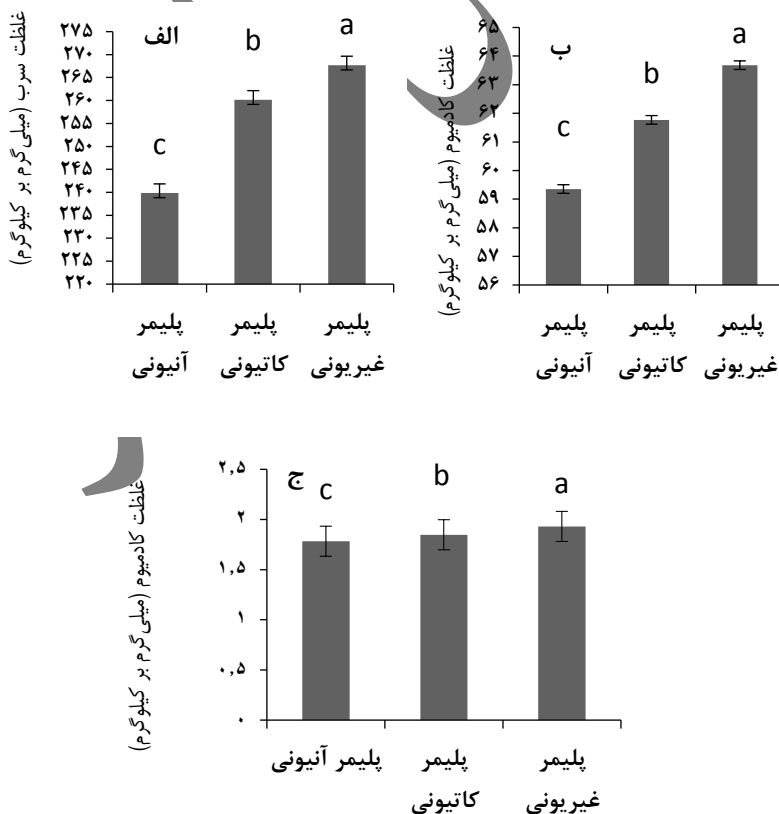 غلظت سرب (میلی‌گرم بر کیلوگرم)
الف
۲۷۵
۲۷۰
۲۶۵
۲۶۰
۲۵۵
۲۵۰
۲۴۵
۲۴۰
۲۳۵
۲۳۰
۲۲۵
۲۲۰
c
b
a
پلیمر آنیونی
پلیمر کاتیونی
پلیمر غیریونی
غلظت کادمیوم (میلی‌گرم بر کیلوگرم)
ب
۶۵
۶۴
۶۳
۶۲
۶۱
۶۰
۵۹
۵۸
۵۷
۵۶
c
b
a
پلیمر آنیونی
پلیمر کاتیونی
پلیمر غیریونی
غلظت کادمیوم (میلی‌گرم بر کیلوگرم)
ج
۲,۵
۲
۱,۵
۱
۰,۵
۰
c
b
a
پلیمر آنیونی
پلیمر کاتیونی
پلیمر غیریونی